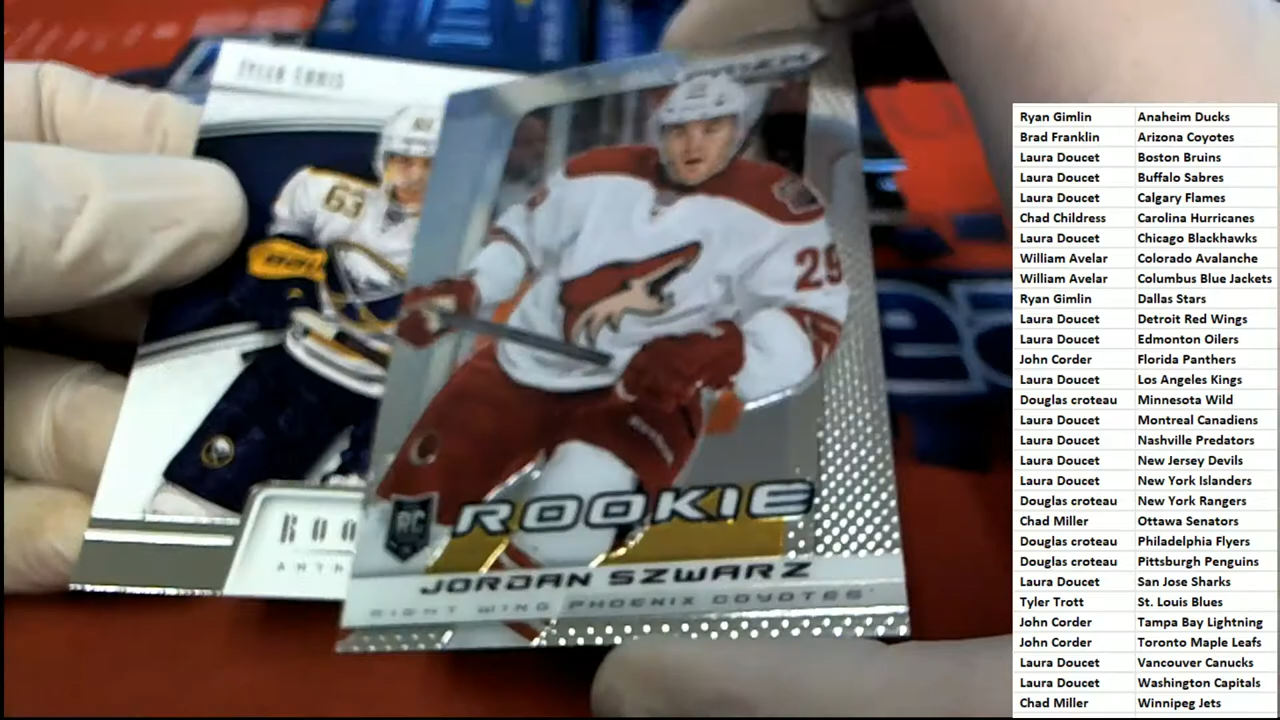 TYLER ENNIS
63
PRIZM
29
RC
ROOKIE
JORDAN SZWARZ
RIGHT WING PHOENIX COYOTES
ROO
ANTH
Ryan Gimlin Anaheim Ducks
Brad Franklin Arizona Coyotes
Laura Doucet Boston Bruins
Laura Doucet Buffalo Sabres
Laura Doucet Calgary Flames
Chad Childress Carolina Hurricanes
Laura Doucet Chicago Blackhawks
William Avelar Colorado Avalanche
William Avelar Columbus Blue Jackets
Ryan Gimlin Dallas Stars
Laura Doucet Detroit Red Wings
Laura Doucet Edmonton Oilers
John Corder Florida Panthers
Laura Doucet Los Angeles Kings
Douglas croteau Minnesota Wild
Laura Doucet Montreal Canadiens
Laura Doucet Nashville Predators
Laura Doucet New Jersey Devils
Laura Doucet New York Islanders
Douglas croteau New York Rangers
Chad Miller Ottawa Senators
Douglas croteau Philadelphia Flyers
Douglas croteau Pittsburgh Penguins
Laura Doucet San Jose Sharks
Tyler Trott St. Louis Blues
John Corder Tampa Bay Lightning
John Corder Toronto Maple Leafs
Laura Doucet Vancouver Canucks
Laura Doucet Washington Capitals
Chad Miller Winnipeg Jets